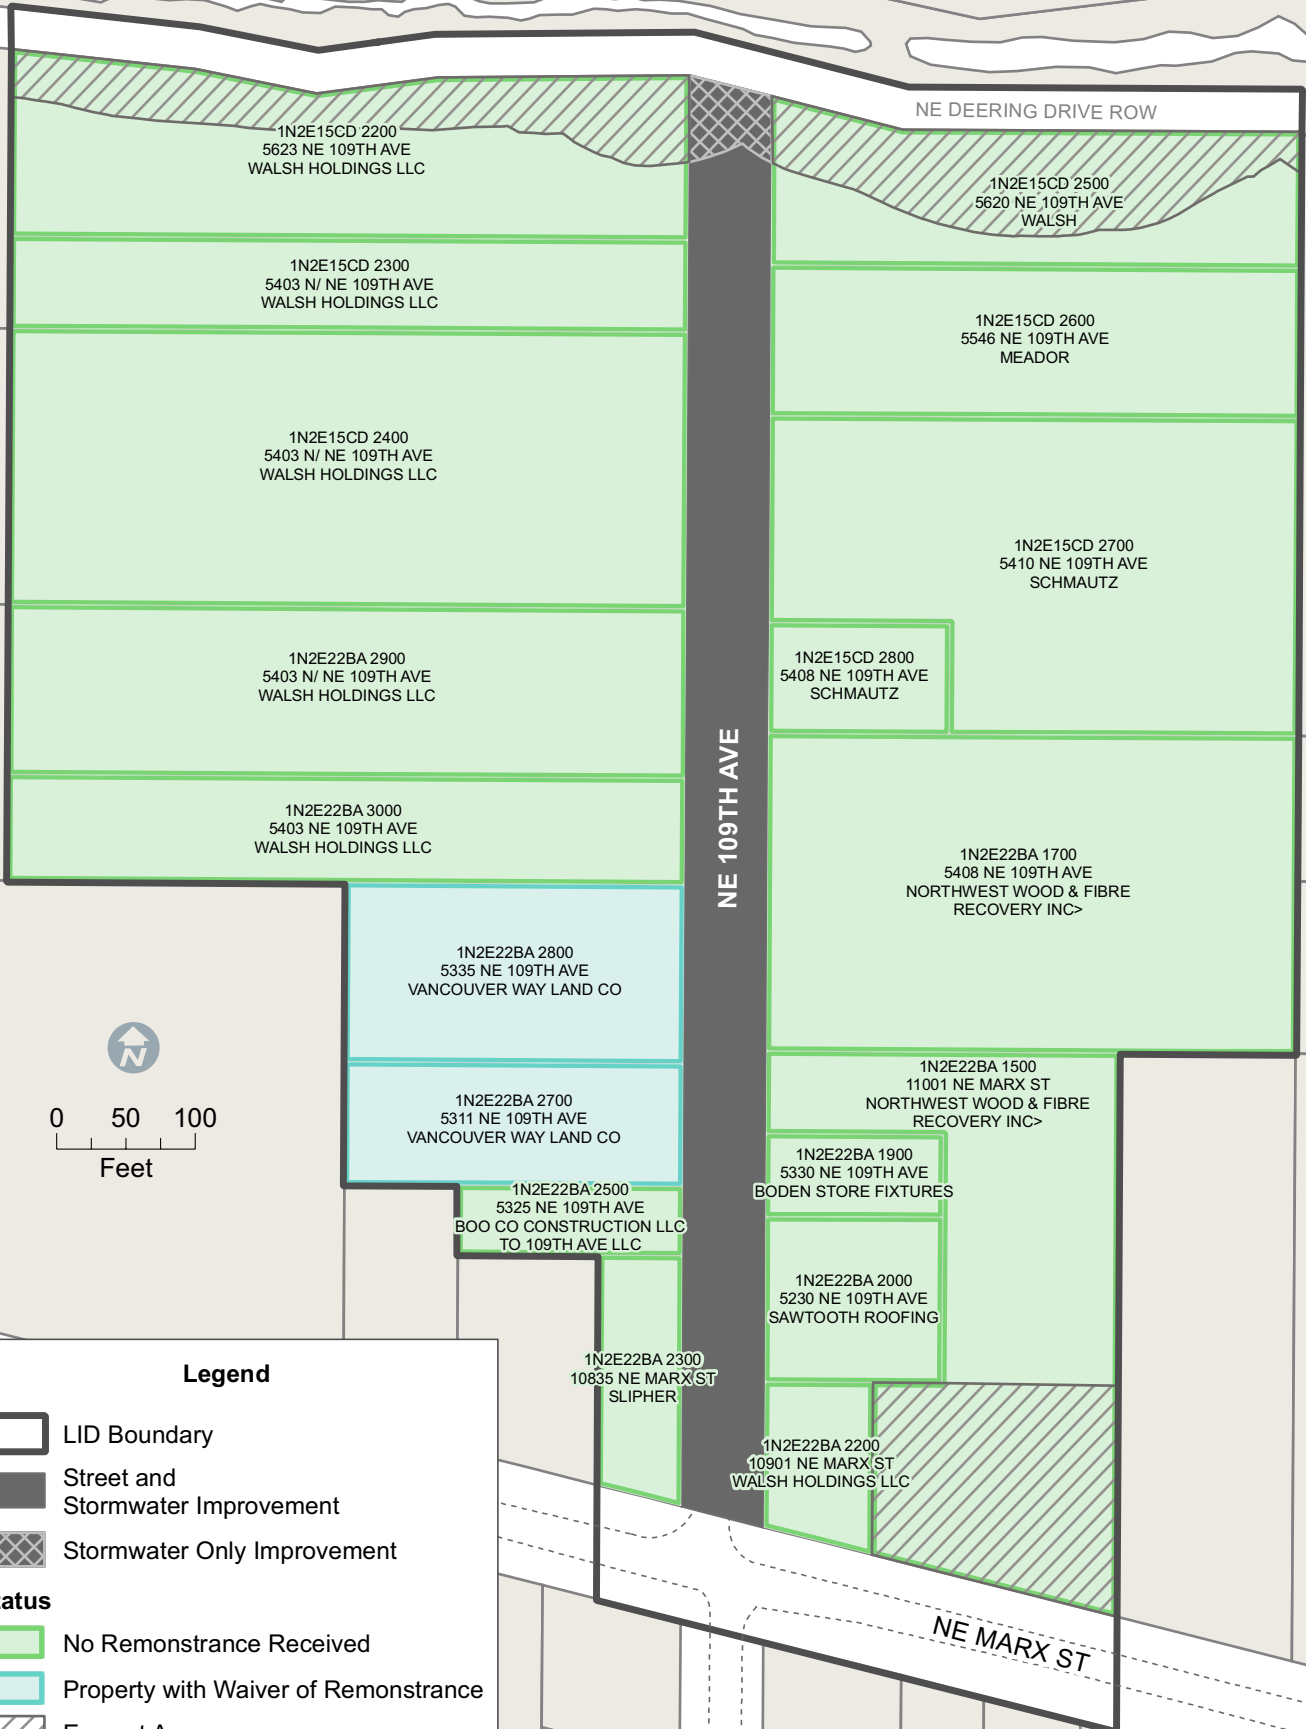 NE DEERING DRIVE ROW
1N2E15CD 2200
5623 NE 109TH AVE
WALSH HOLDINGS LLC
1N2E15CD 2500
5620 NE 109TH AVE
WALSH
1N2E15CD 2300
5403 N/ NE 109TH AVE
WALSH HOLDINGS LLC
1N2E15CD 2600
5546 NE 109TH AVE
MEADOR
1N2E15CD 2400
5403 N/ NE 109TH AVE
WALSH HOLDINGS LLC
1N2E15CD 2700
5410 NE 109TH AVE
SCHMAUTZ
1N2E22BA 2900
5403 N/ NE 109TH AVE
WALSH HOLDINGS LLC
1N2E15CD 2800
5408 NE 109TH AVE
SCHMAUTZ
NE 109TH AVE
1N2E22BA 3000
5403 NE 109TH AVE
WALSH HOLDINGS LLC
1N2E22BA 1700
5408 NE 109TH AVE
NORTHWEST WOOD & FIBRE
RECOVERY INC>
1N2E22BA 2800
5335 NE 109TH AVE
VANCOUVER WAY LAND CO
N
0 50 100
Feet
1N2E22BA 2700
5311 NE 109TH AVE
VANCOUVER WAY LAND CO
1N2E22BA 1500
11001 NE MARX ST
NORTHWEST WOOD & FIBRE
RECOVERY INC>
1N2E22BA 1900
5330 NE 109TH AVE
BODEN STORE FIXTURES
1N2E22BA 2500
5325 NE 109TH AVE
BOO CO CONSTRUCTION LLC
TO 109TH AVE LLC
1N2E22BA 2000
5230 NE 109TH AVE
SAWTOOTH ROOFING
1N2E22BA 2300
10835 NE MARX ST
SLIPHER
1N2E22BA 2200
10901 NE MARX ST
WALSH HOLDINGS LLC
NE MARX ST
Legend
LID Boundary
Street and
Stormwater Improvement
Stormwater Only Improvement
tatus
No Remonstrance Received
Property with Waiver of Remonstrance